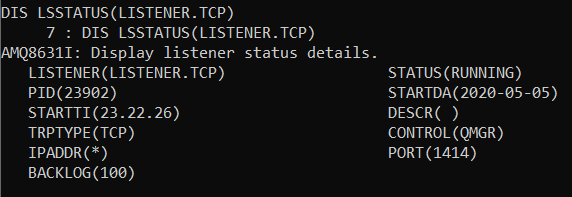 DIS LSSTATUS(LISTENER.TCP)
7 : DIS LSSTATUS(LISTENER.TCP)
AMQ8631I: Display listener status details.
LISTENER(LISTENER.TCP) STATUS(RUNNING)
PID(23902) STARTDA(2020-05-05)
STARTTI(23.22.26) DESCR( )
TRPTYPE(TCP) CONTROL(QMGR)
IPADDR(*) PORT(1414)
BACKLOG(100)